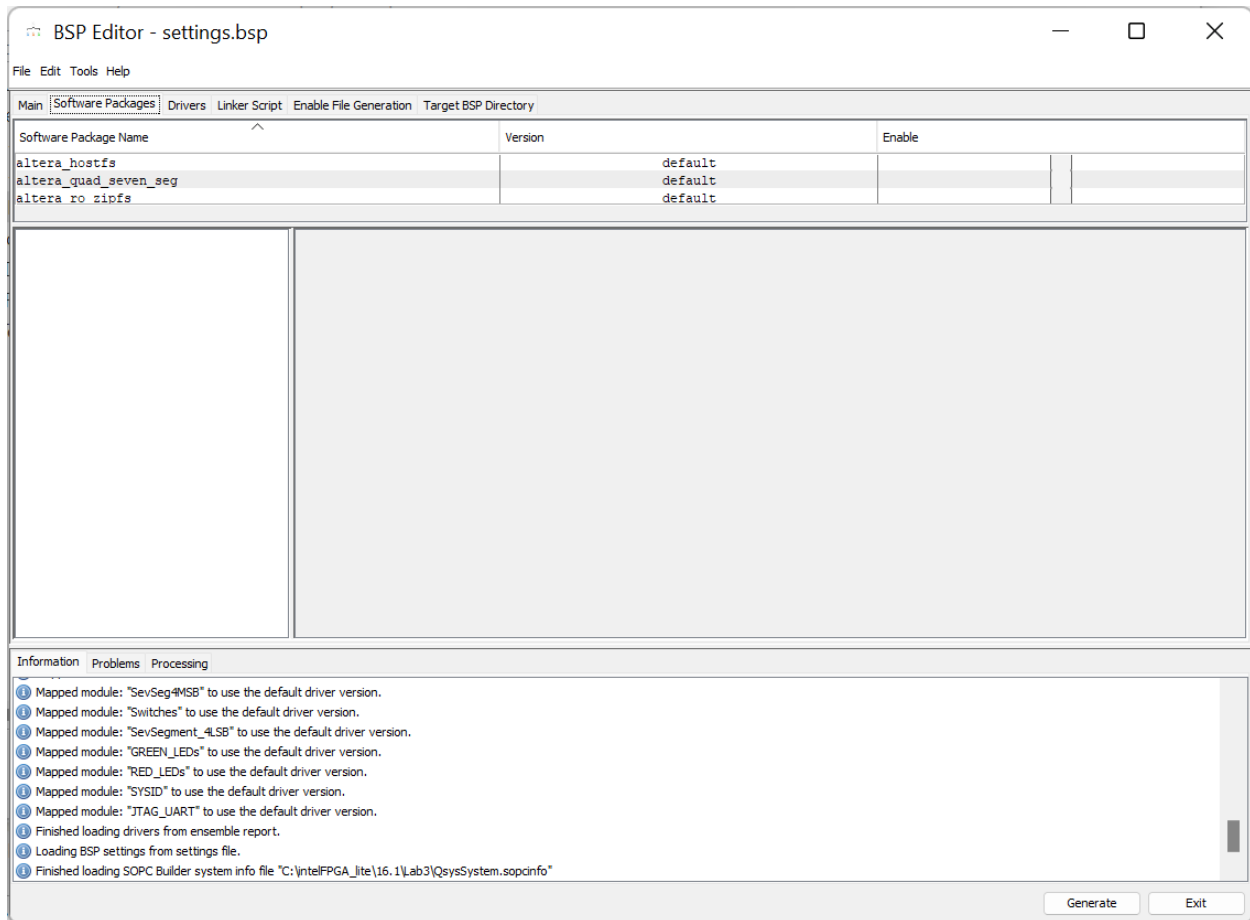 BSP Editor - settings.bsp
File Edit Tools Help
Main Software Packages Drivers Linker Script Enable File Generation Target BSP Directory
Software Package Name Version Enable
altera_hostfs default
altera_quad_seven_seg default
altera_ro_zipfs default
Information Problems Processing
Mapped module: "SevSeg4MSB" to use the default driver version.
Mapped module: "Switches" to use the default driver version.
Mapped module: "SevSegment_4LSB" to use the default driver version.
Mapped module: "GREEN_LEDs" to use the default driver version.
Mapped module: "RED_LEDs" to use the default driver version.
Mapped module: "SYSID" to use the default driver version.
Mapped module: "JTAG_UART" to use the default driver version.
Finished loading drivers from ensemble report.
Loading BSP settings from settings file.
Finished loading SOPC Builder system info file "C:\intelFPGA_lite\16.1\Lab3\QsysSystem.sopcinfo"
Generate Exit